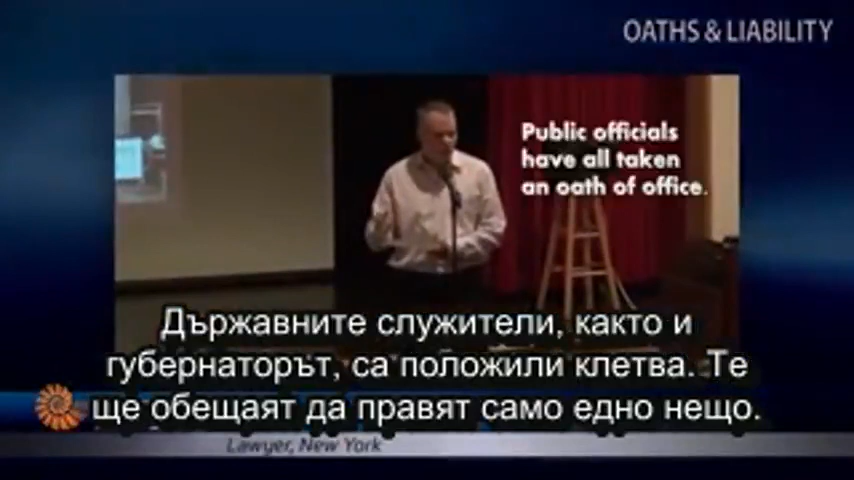 OATHS & LIABILITY
Public officials
have all taken
an oath of office.
Държавните служители, както и
губернаторът, са положили клетва. Те
ще обещаят да правят само едно нещо.
Lawyer, New York